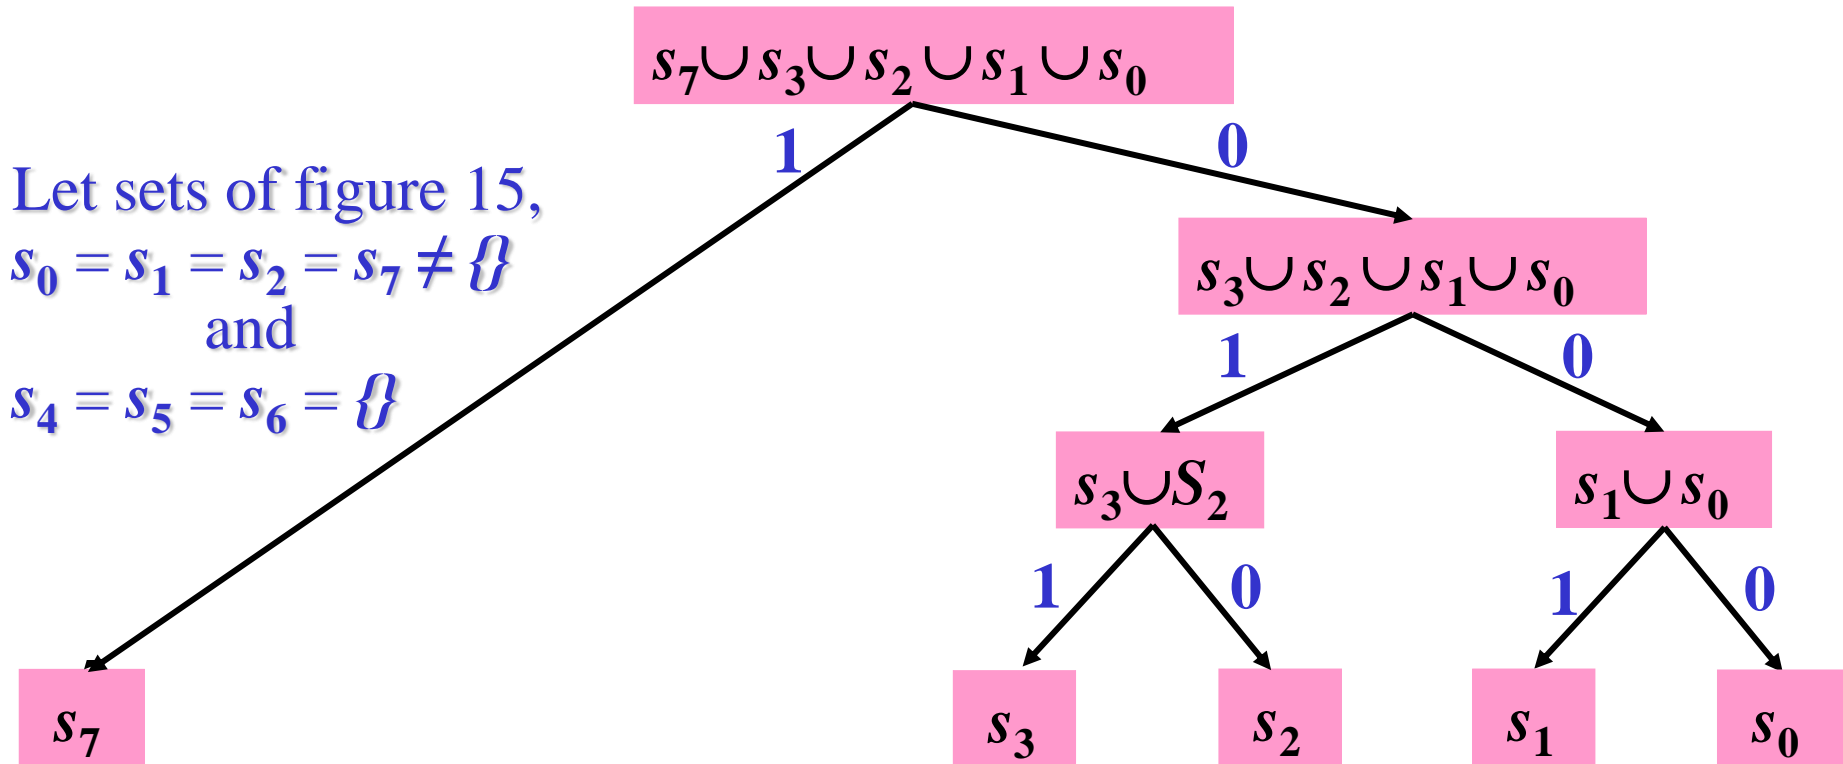 s₇∪s₃∪s₂∪s₁∪s₀
1
0
Let sets of figure 15,
s₀ = s₁ = s₂ = s₇ ≠ {}
and
s₄ = s₅ = s₆ = {}
s₃∪s₂∪s₁∪s₀
1
0
s₃∪S₂
s₁∪s₀
1
0
1
0
s₇
s₃
s₂
s₁
s₀